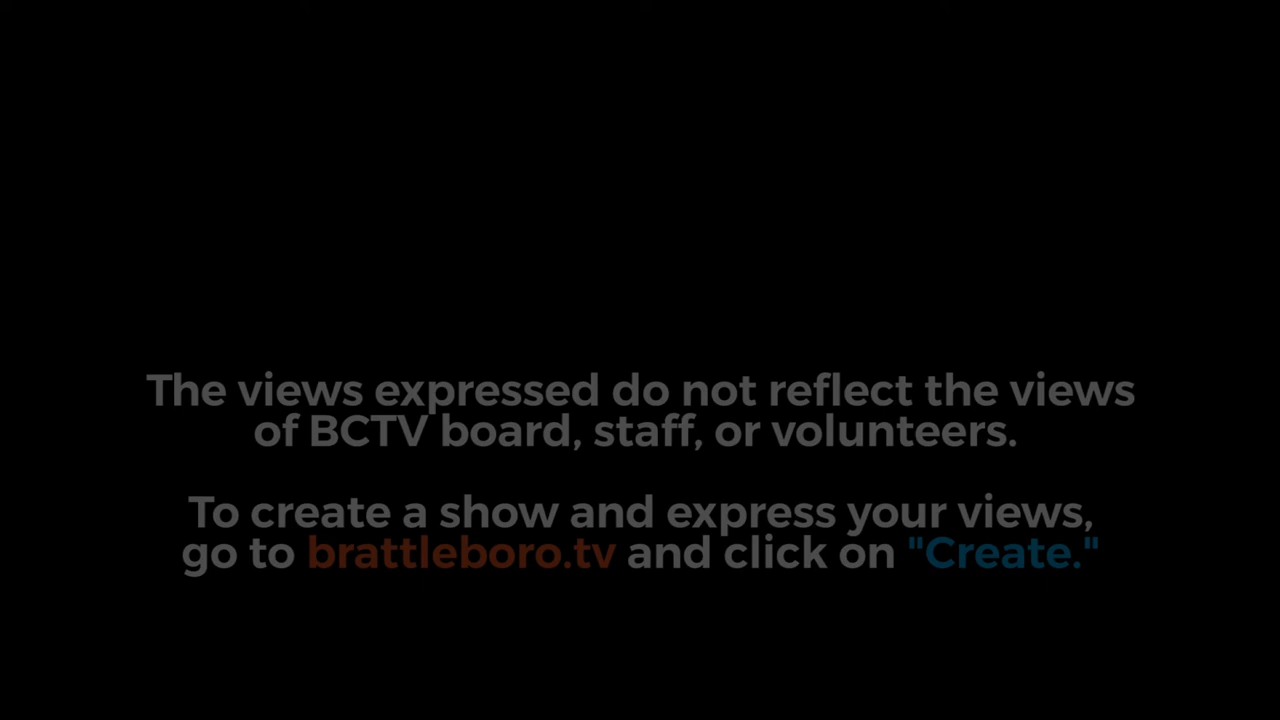 The views expressed do not reflect the views
of BCTV board, staff, or volunteers.
To create a show and express your views,
go to brattleboro.tv and click on "Create."